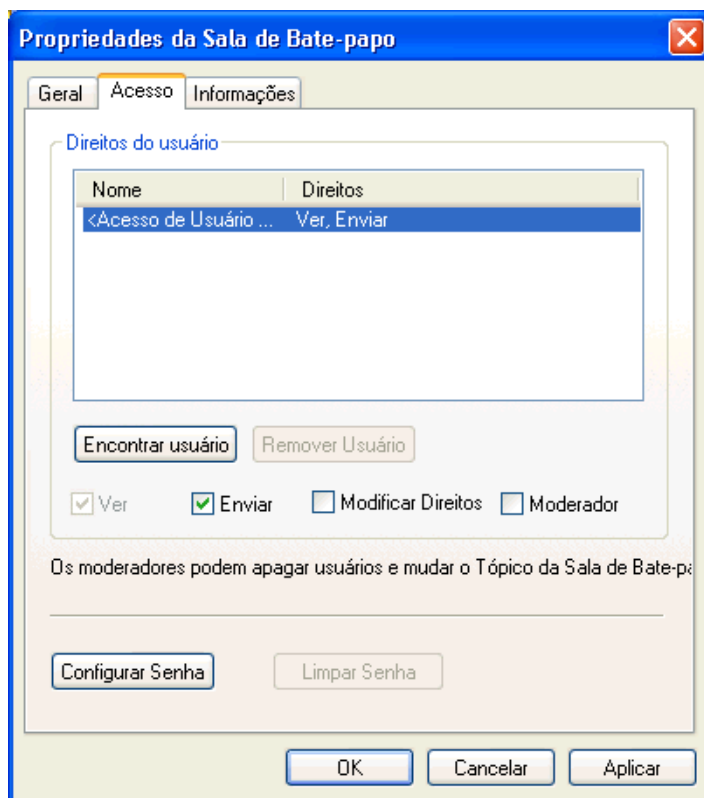 Propriedades da Sala de Bate-papo
Geral Acesso Informações
Direitos do usuário
Nome Direitos
<Acesso de Usuário ... Ver, Enviar
Encontrar usuário Remover Usuário
Ver Enviar Modificar Direitos Moderador
Os moderadores podem apagar usuários e mudar o Tópico da Sala de Bate-pa
Configurar Senha Limpar Senha
OK Cancelar Aplicar